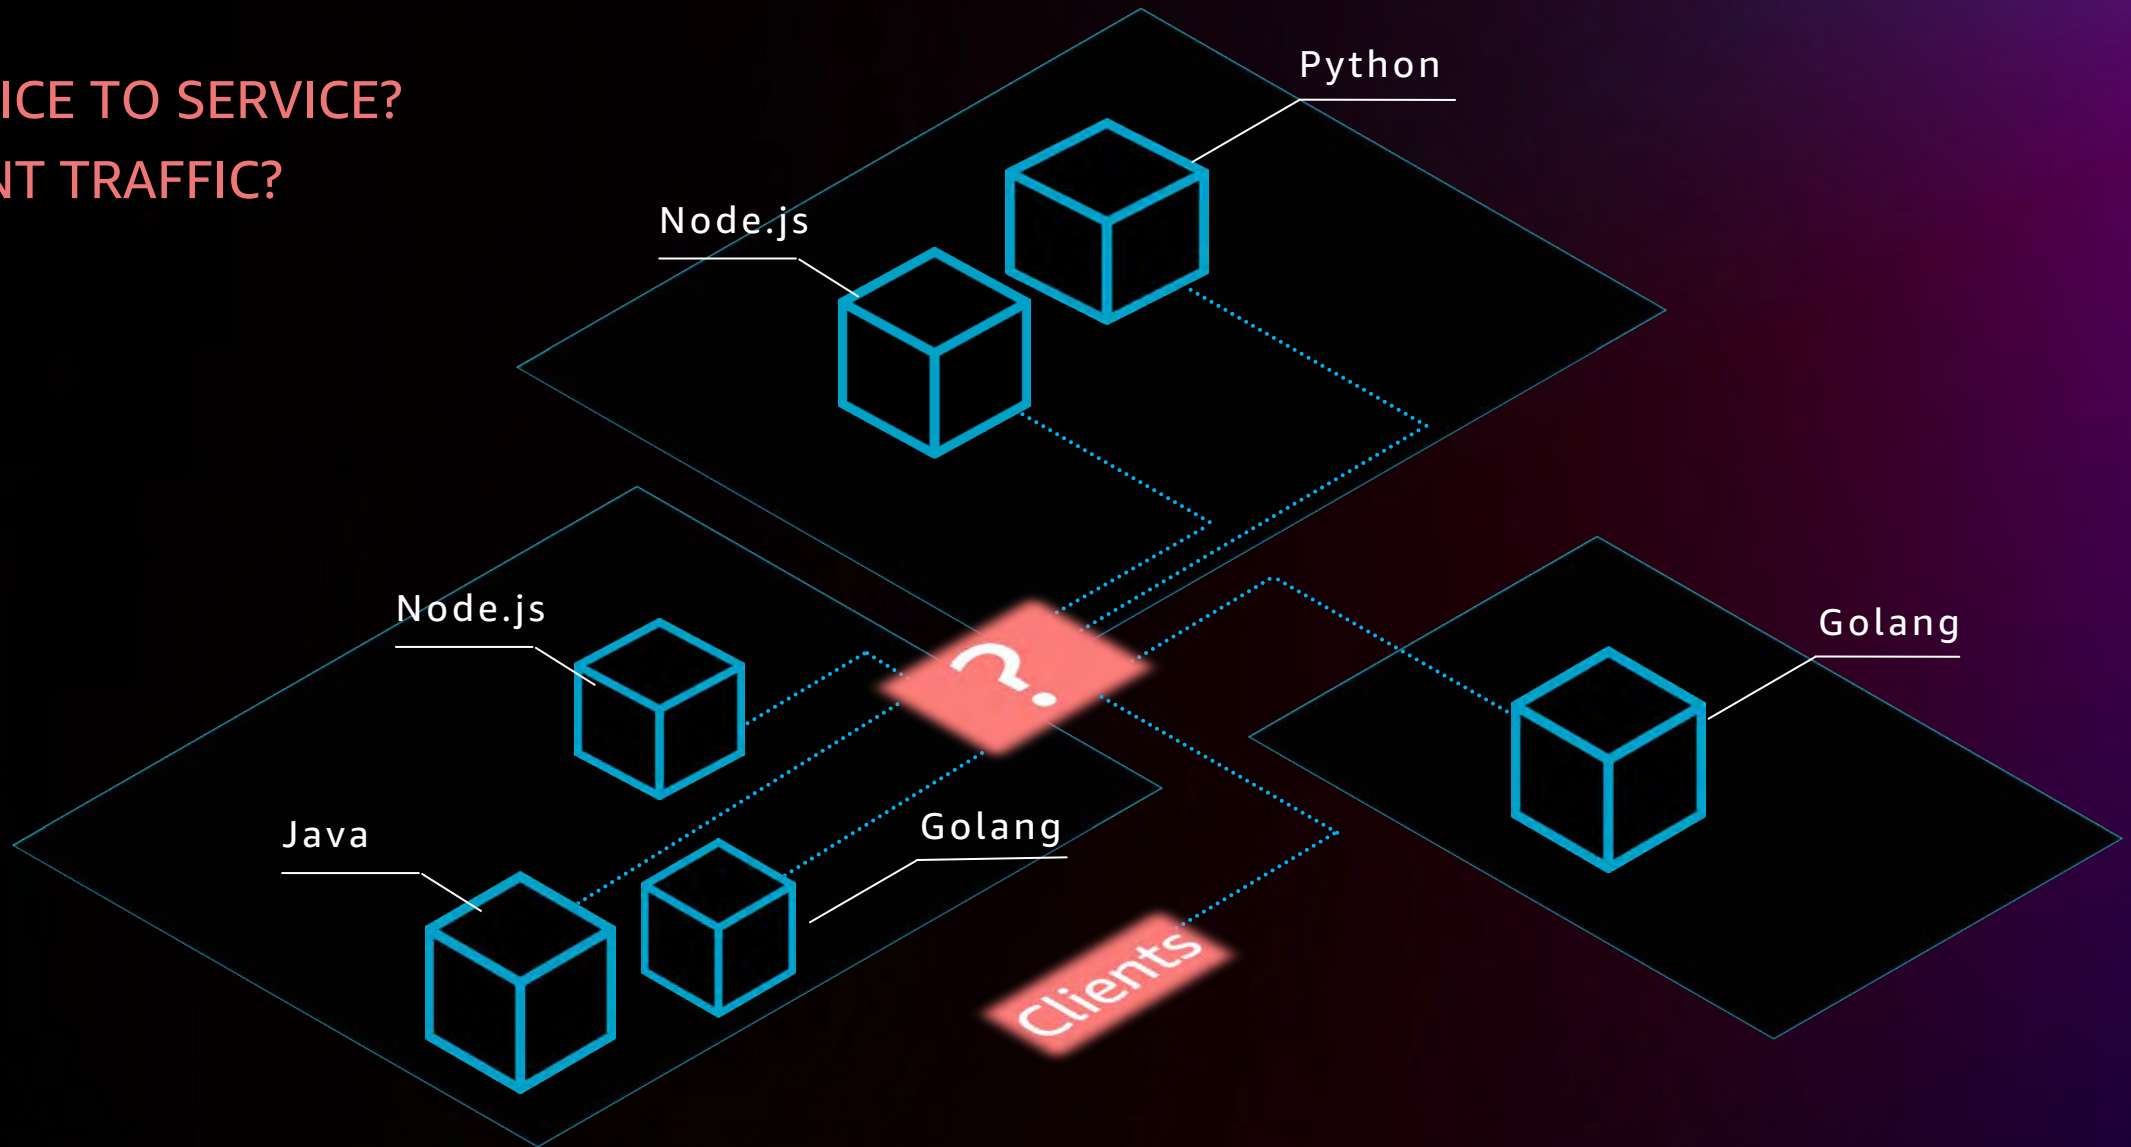 ICE TO SERVICE?
NT TRAFFIC?
Python
Node.js
Node.js
Golang
Java
Golang
?
Clients